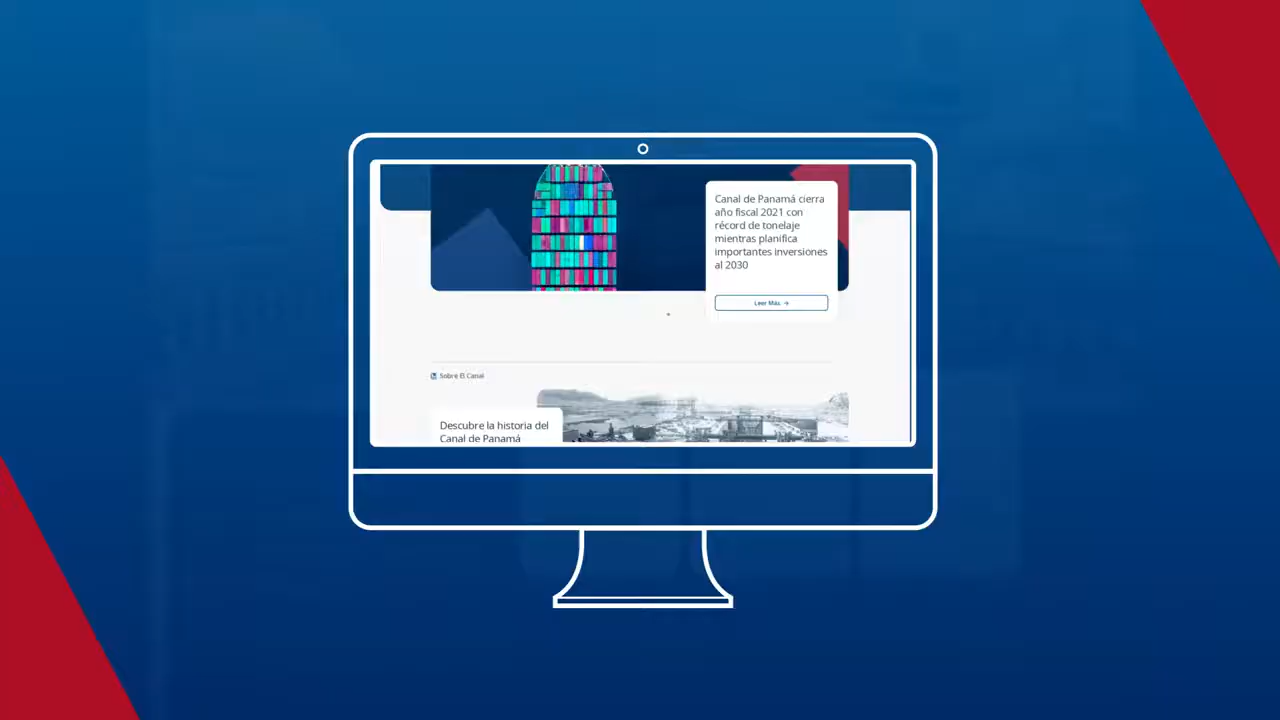 Canal de Panamá cierra
año fiscal 2021 con
récord de tonelaje
mientras planifica
importantes inversiones
al 2030
Leer Más →
Sobre El Canal
Descubre la historia del
Canal de Panamá